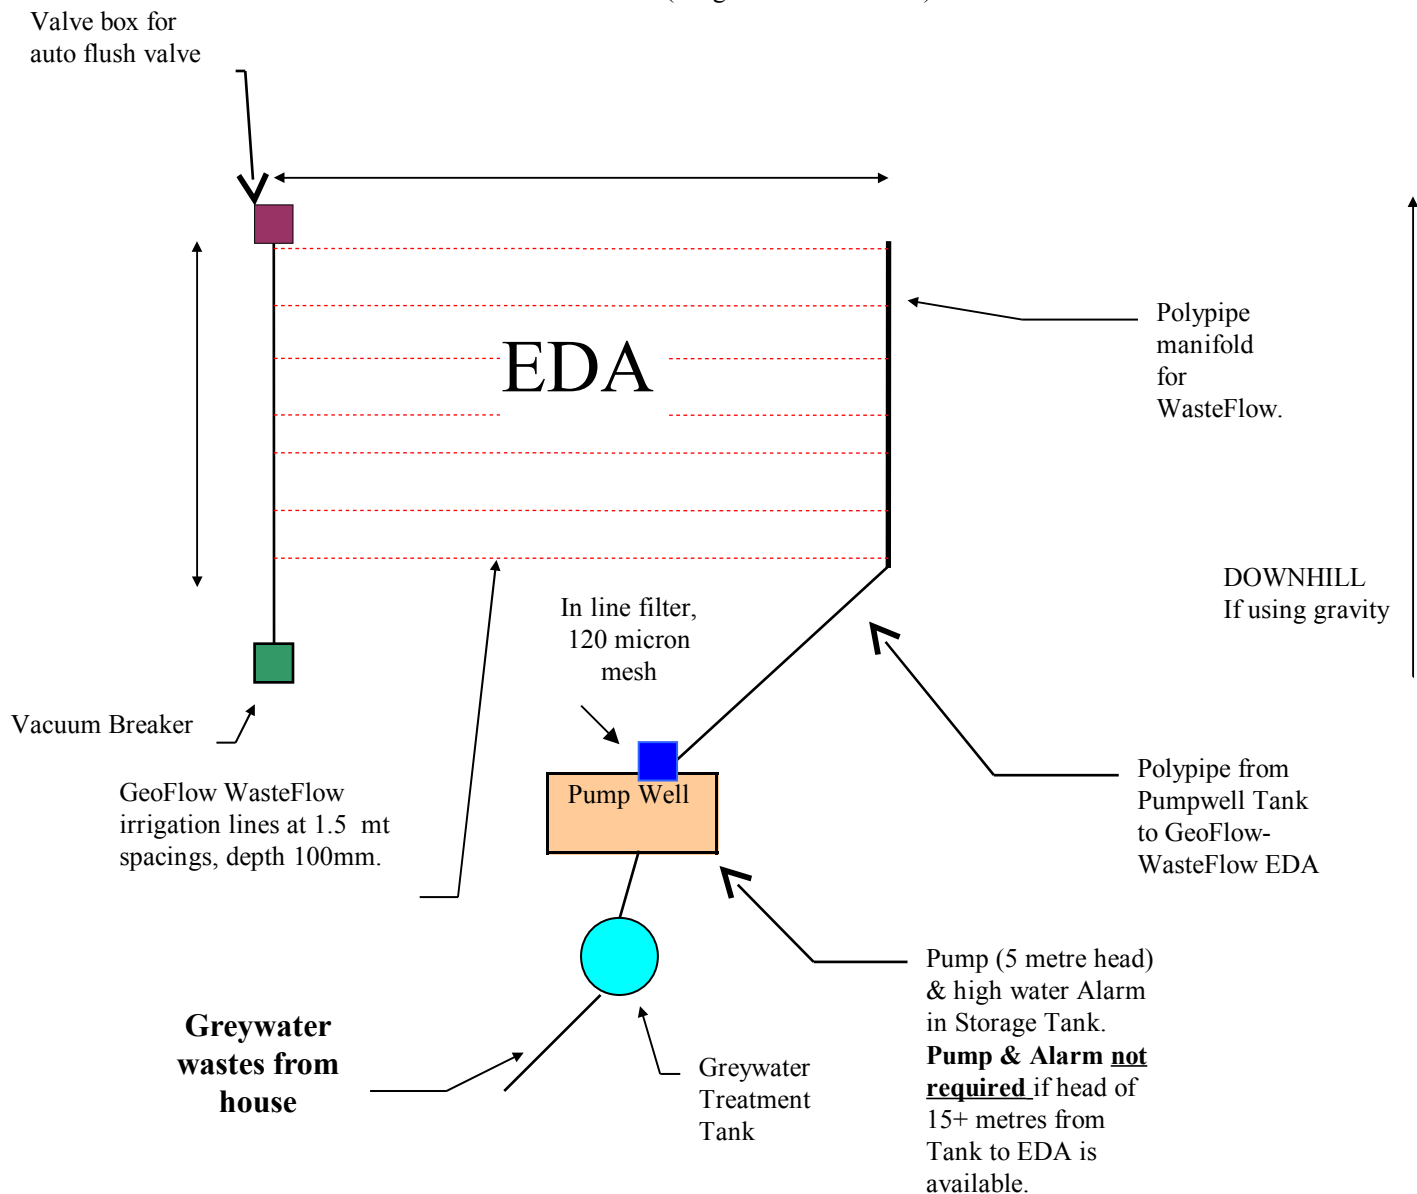 Valve box for
auto flush valve
EDA
Polypipe
manifold
for
WasteFlow.
DOWNHILL
If using gravity
In line filter,
120 micron
mesh
Vacuum Breaker
GeoFlow WasteFlow
irrigation lines at 1.5 mt
spacings, depth 100mm.
Pump Well
Polypipe from
Pumpwell Tank
to GeoFlow-
WasteFlow EDA
Pump (5 metre head)
& high water Alarm
in Storage Tank.
Pump & Alarm not
required if head of
15+ metres from
Tank to EDA is
available.
Greywater
wastes from
house
Greywater
Treatment
Tank